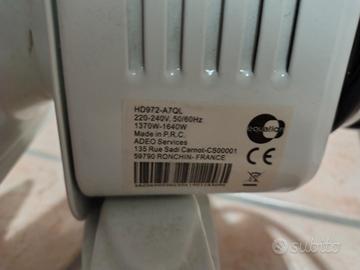 HD972-A7QL
220-240V, 50/60Hz
1370W-1640W
Made in P.R.C.
ADEO Services
135 Rue Sadi Carnot-CS00001
59790 RONCHIN- FRANCE
equation
CE
subito